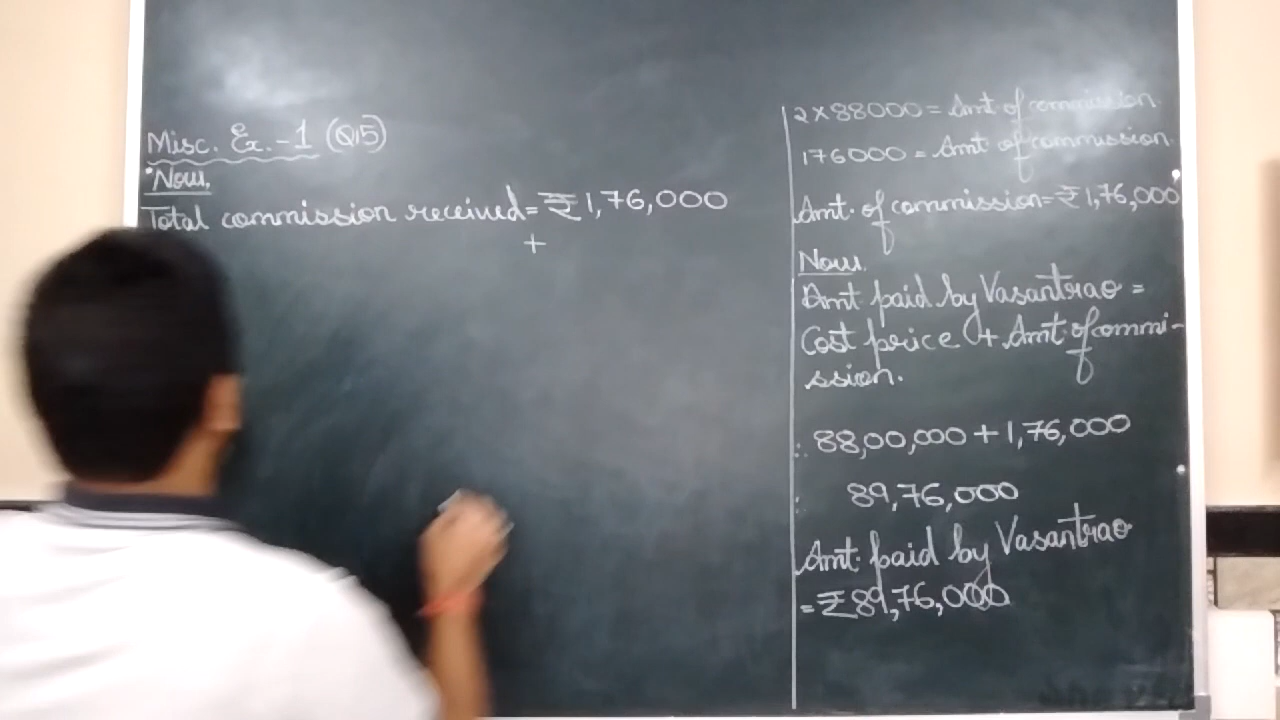 Misc. Ex.-1 (Q15)
Now,
Total commission received=₹1,76,000
+
2×88000= Amt of commission
176000= Amt of commission.
Amt. of commission=₹1,76,000
Now.
Amt paid by Vasantrao =
Cost price + Amt of commi-
ssion.
∴ 88,00,000+1,76,000
89,76,000
Amt. paid by Vasantrao
=₹89,76,000